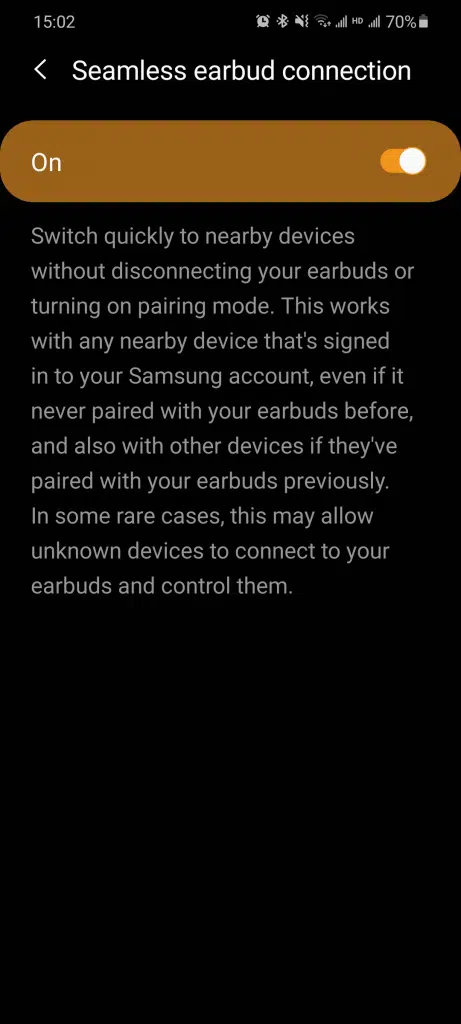 15:02 HD 70%
Seamless earbud connection
On
Switch quickly to nearby devices
without disconnecting your earbuds or
turning on pairing mode. This works
with any nearby device that's signed
in to your Samsung account, even if it
never paired with your earbuds before,
and also with other devices if they've
paired with your earbuds previously.
In some rare cases, this may allow
unknown devices to connect to your
earbuds and control them.